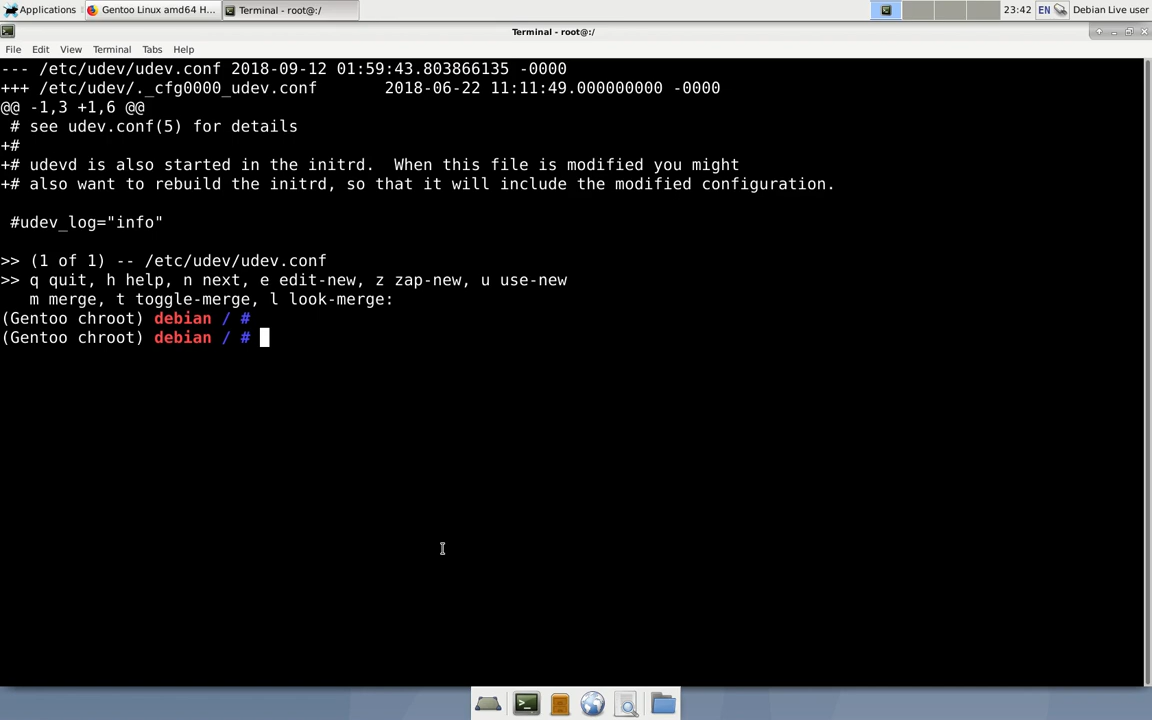 Applications
Gentoo Linux amd64 H...
Terminal - root@:/
23:42
EN
Debian Live user
Terminal - root@:/
File Edit View Terminal Tabs Help
--- /etc/udev/udev.conf 2018-09-12 01:59:43.803866135 -0000
+++ /etc/udev/._cfg0000_udev.conf       2018-06-22 11:11:49.000000000 -0000
@@ -1,3 +1,6 @@
 # see udev.conf(5) for details
+#
+# udevd is also started in the initrd.  When this file is modified you might
+# also want to rebuild the initrd, so that it will include the modified configuration.
 #udev_log="info"
>> (1 of 1) -- /etc/udev/udev.conf
>> q quit, h help, n next, e edit-new, z zap-new, u use-new
   m merge, t toggle-merge, l look-merge:
(Gentoo chroot) debian / #
(Gentoo chroot) debian / #